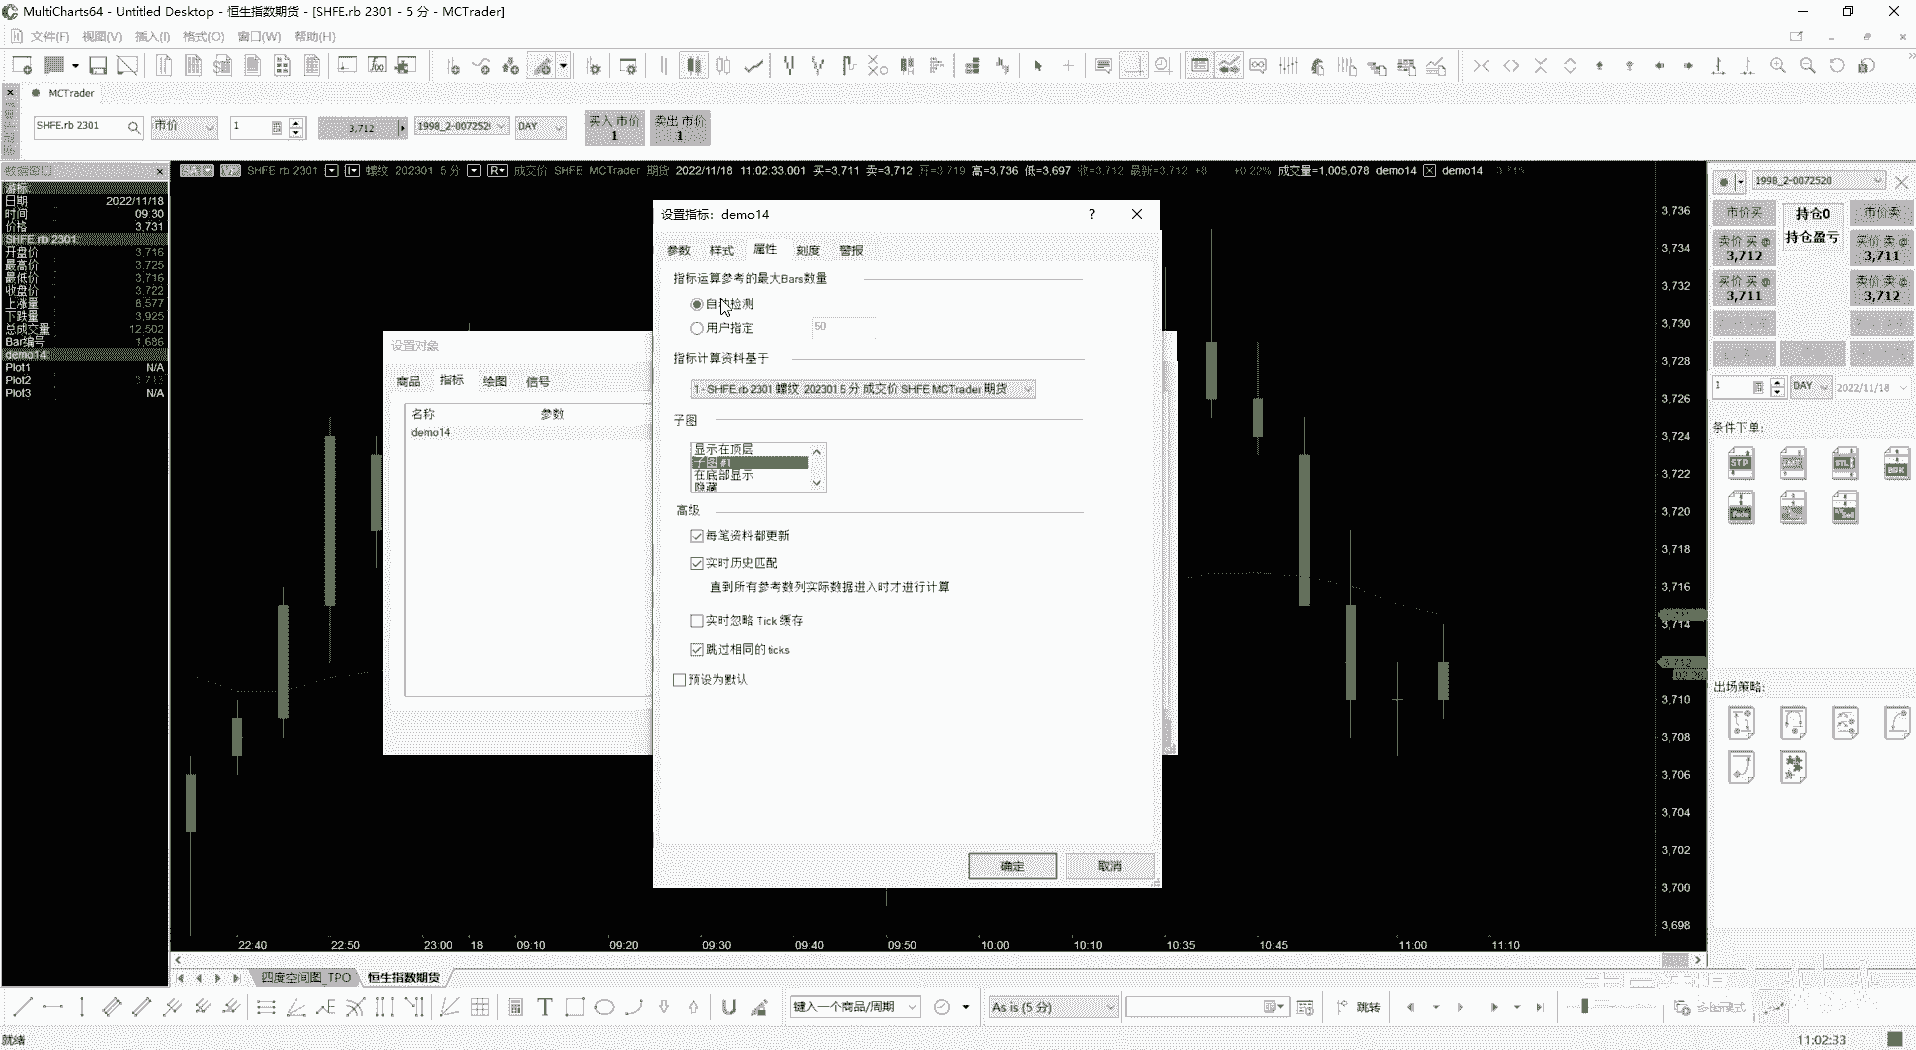 MultiCharts64 - Untitled Desktop - 恒生指数期货 - [SHFE.rb 2301 - 5 分 - MCTrader]
文件(F) 视图(V) 插入(I) 格式(O) 窗口(W) 帮助(H)
MCTrader
SHFE.rb 2301 市价 1 3,712 1998_2-007252 DAY 买入 市价 1 卖出 市价 1
SHFE rb 2301 螺纹 202301 5 分 成交价 SHFE MCTrader 期货 2022/11/18 11:02:33.001 买=3,711 卖=3,712 开=3,719 高=3,736 低=3,697 收=3,712 最新=3,712 +0.22% 成交量=1,005,078 demo14 demo14
数据窗口
游标:
日期 2022/11/18
时间 09:30
价格 3,731
SHFE.rb 2301
开盘价 3,716
最高价 3,725
最低价 3,716
收盘价 3,722
上涨量 8,577
下跌量 3,925
总成交量 12,502
Bar编号 1,686
demo14
Plot1 N/A
Plot2 3,713
Plot3 N/A
设置对象
商品 指标 绘图 信号
名称 参数
demo14
设置指标: demo14
参数 样式 属性 刻度 警报
指标运算参考的最大Bars数量
自动检测
用户指定 50
指标计算资料基于
1 - SHFE.rb 2301 螺纹 202301 5 分 成交价 SHFE MCTrader 期货
子图
显示在顶层
子图 #1
在底部显示
隐藏
高级
每笔资料都更新
实时历史匹配
直到所有参考数列实际数据进入时才进行计算
实时忽略 Tick 缓存
跳过相同的 ticks
预设为默认
确定 取消
3,736
3,734
3,732
3,730
3,728
3,726
3,724
3,722
3,720
3,718
3,716
3,714
3,712
3,710
3,708
3,706
3,704
3,702
3,700
3,698
22:40 22:50 23:00 18 09:10 09:20 09:30 09:40 09:50 10:00 10:10 10:35 10:45 11:00 11:10
1998_2-0072520
市价买 持仓0 市价卖
持仓盈亏
卖价 买 @ 3,712 买价 卖 @ 3,711
买价 买 @ 3,711 卖价 卖 @ 3,712
1 DAY 2022/11/18
条件下单:
STP BRK
出场策略:
四度空间图_TPO 恒生指数期货
键入一个商品/周期 As is (5 分) 跳转
就绪 11:02:33